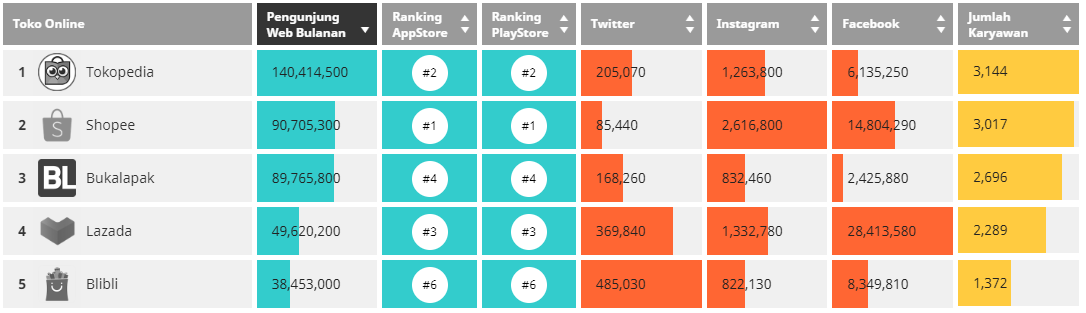 Toko Online Pengunjung Web Bulanan Ranking AppStore Ranking PlayStore Twitter Instagram Facebook Jumlah Karyawan
1 Tokopedia 140,414,500 #2 #2 205,070 1,263,800 6,135,250 3,144
2 S Shopee 90,705,300 #1 #1 85,440 2,616,800 14,804,290 3,017
3 BL Bukalapak 89,765,800 #4 #4 168,260 832,460 2,425,880 2,696
4 Lazada 49,620,200 #3 #3 369,840 1,332,780 28,413,580 2,289
5 Blibli 38,453,000 #6 #6 485,030 822,130 8,349,810 1,372